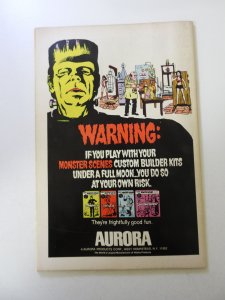 WARNING:
IF YOU PLAY WITH YOUR
MONSTER SCENES CUSTOM BUILDER KITS
UNDER A FULL MOON...YOU DO SO
AT YOUR OWN RISK.
They're frightfully good fun.
AURORA